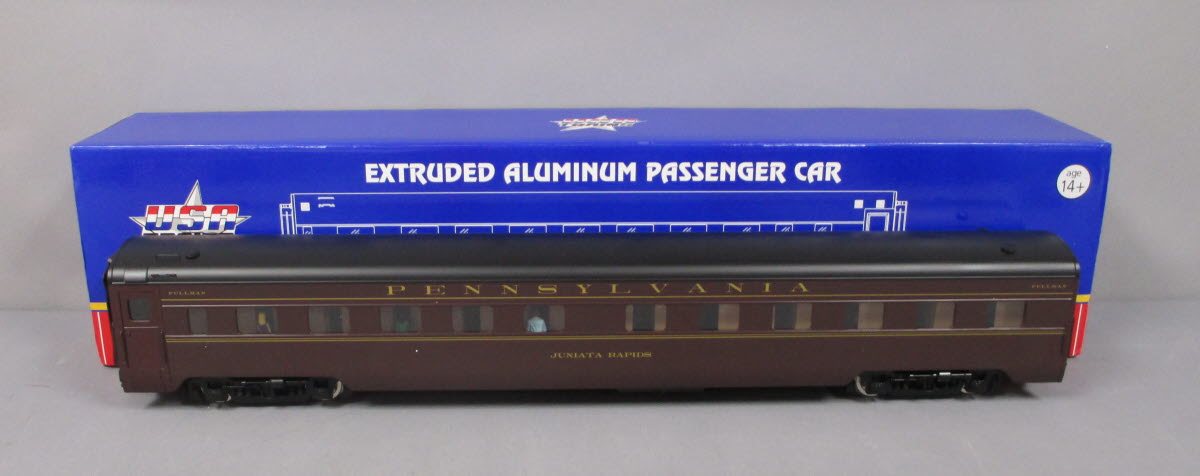 EXTRUDED ALUMINUM PASSENGER CAR
age
14+
USA
PULLMAN
PENNSYLVANIA
PULLMAN
JUNIATA RAPIDS